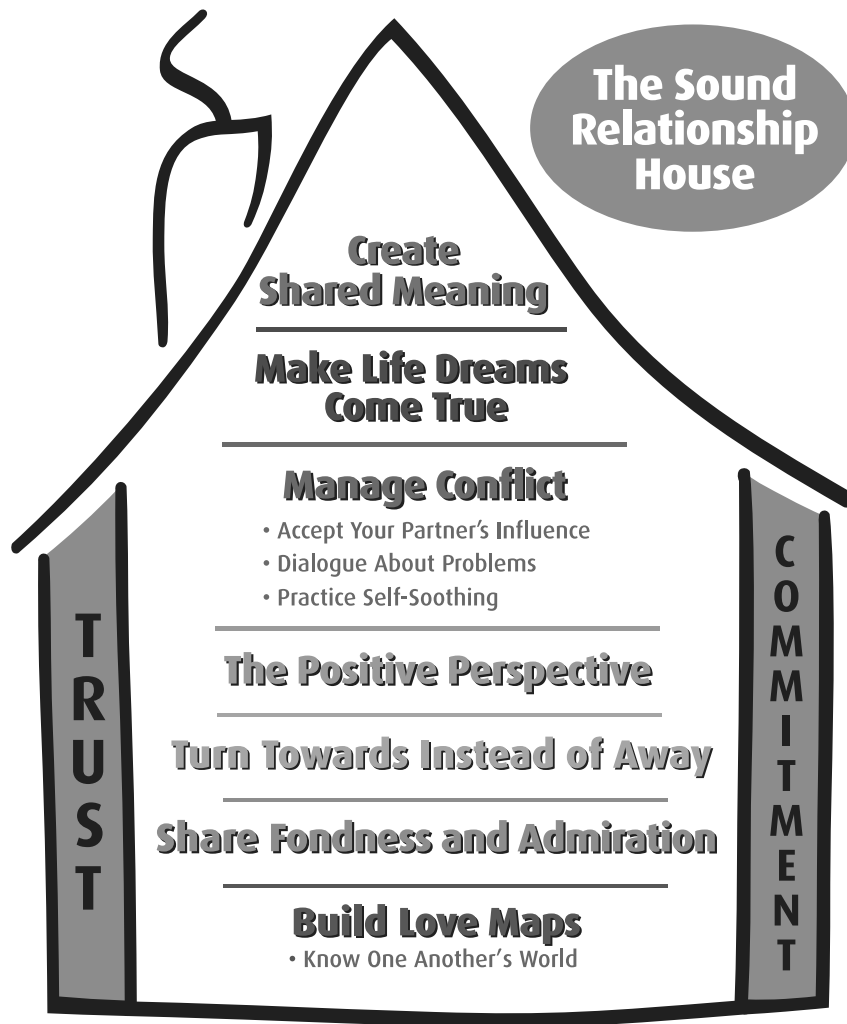 The Sound
Relationship
House
Create
Shared Meaning
Make Life Dreams
Come True
Manage Conflict
• Accept Your Partner's Influence
• Dialogue About Problems
• Practice Self-Soothing
The Positive Perspective
Turn Towards Instead of Away
Share Fondness and Admiration
Build Love Maps
• Know One Another's World
TRUST
COMMITMENT